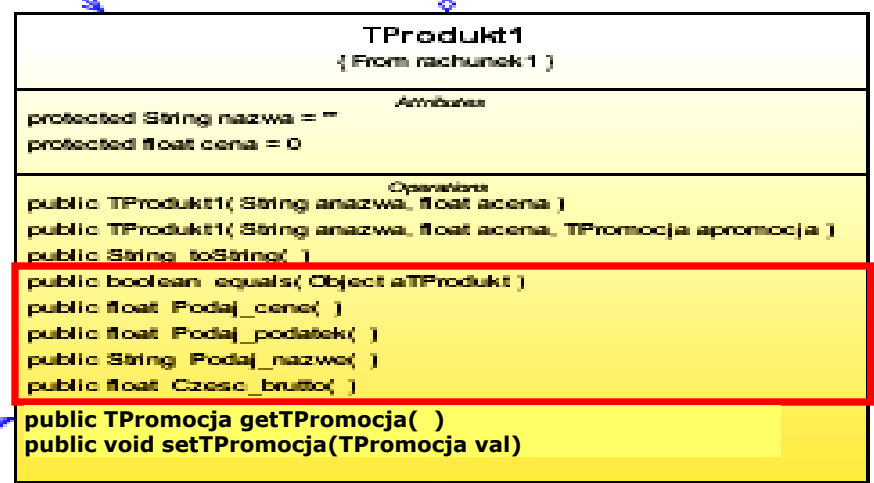 TProdukt1
{ From rachunek1 }
Attributes
protected String nazwa = ""
protected float cena = 0
Operations
public TProdukt1( String anazwa, float acena )
public TProdukt1( String anazwa, float acena, TPromocja apromocja )
public String toString( )
public boolean equals( Object aTProdukt )
public float Podaj_cene( )
public float Podaj_podatek( )
public String Podaj_nazwe( )
public float Czesc_brutto( )
public TPromocja getTPromocja( )
public void setTPromocja(TPromocja val)